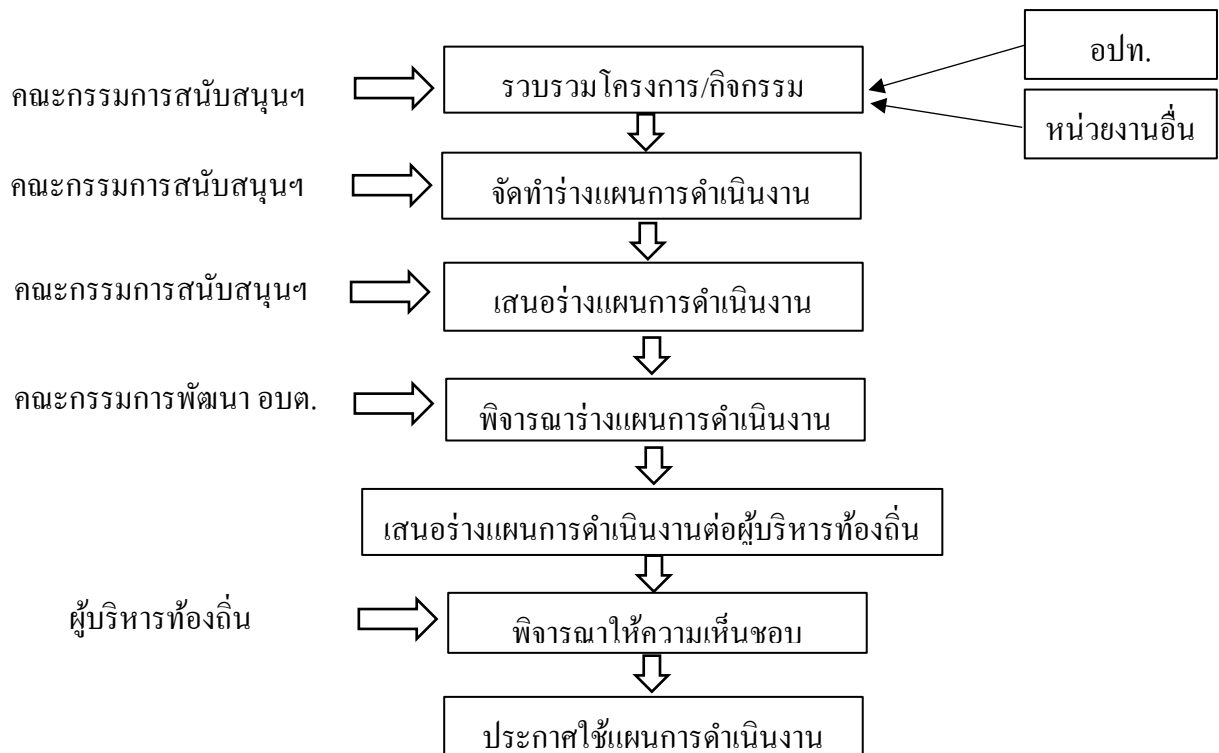 อปท.
คณะกรรมการสนับสนุนฯ
รวบรวมโครงการ/กิจกรรม
หน่วยงานอื่น
คณะกรรมการสนับสนุนฯ
จัดทำร่างแผนการดำเนินงาน
คณะกรรมการสนับสนุนฯ
เสนอร่างแผนการดำเนินงาน
คณะกรรมการพัฒนา อบต.
พิจารณาร่างแผนการดำเนินงาน
เสนอร่างแผนการดำเนินงานต่อผู้บริหารท้องถิ่น
ผู้บริหารท้องถิ่น
พิจารณาให้ความเห็นชอบ
ประกาศใช้แผนการดำเนินงาน